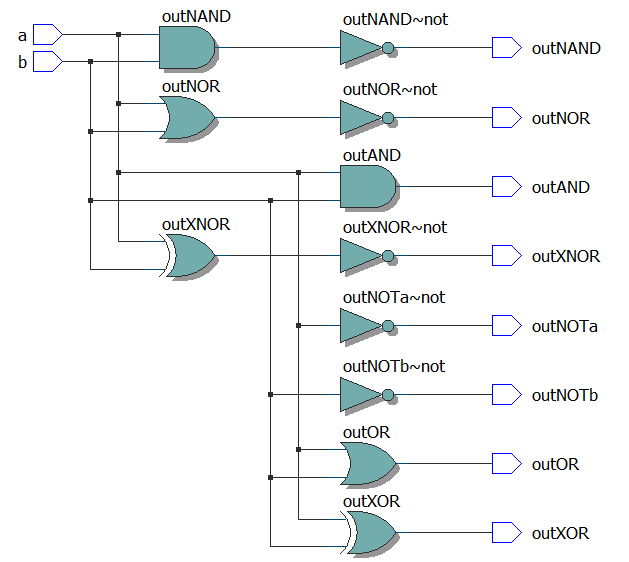 a
b
outNAND
outNAND~not
outNAND
outNOR
outNOR~not
outNOR
outAND
outAND
outXNOR
outXNOR~not
outXNOR
outNOTa~not
outNOTa
outNOTb~not
outNOTb
outOR
outOR
outXOR
outXOR